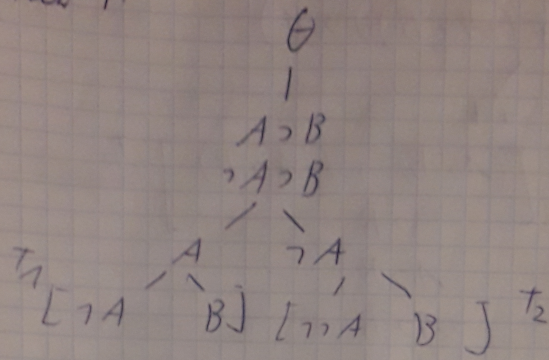 θ
A ⊃ B
¬A ⊃ B
A ¬A
T1 [ ¬A B ] [ ¬¬A B ] T2